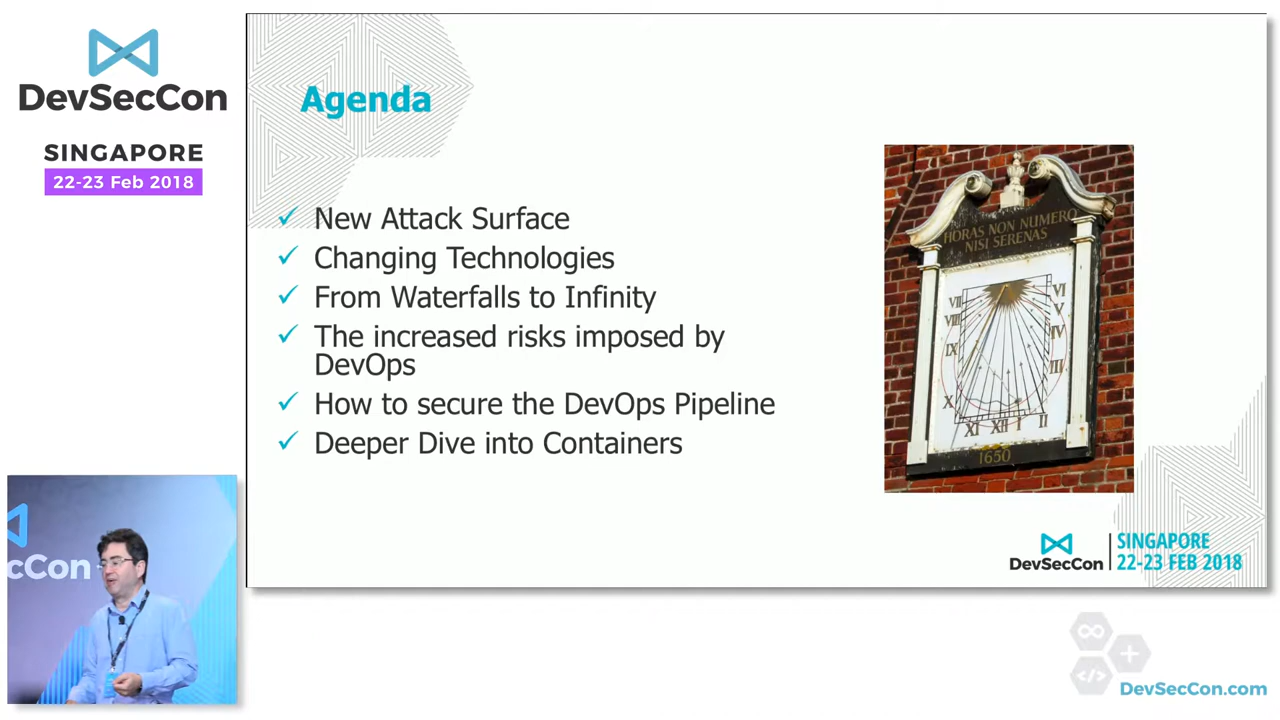 DevSecCon
SINGAPORE
22-23 Feb 2018
Agenda
✓ New Attack Surface
✓ Changing Technologies
✓ From Waterfalls to Infinity
✓ The increased risks imposed by
DevOps
✓ How to secure the DevOps Pipeline
✓ Deeper Dive into Containers
HORAS NON NUMERO
NISI SERENAS
VII
VIII
IX
X
XI XII I II
III
IV
V
VI
1650
DevSecCon
SINGAPORE
22-23 FEB 2018
cCon
DevSecCon.com